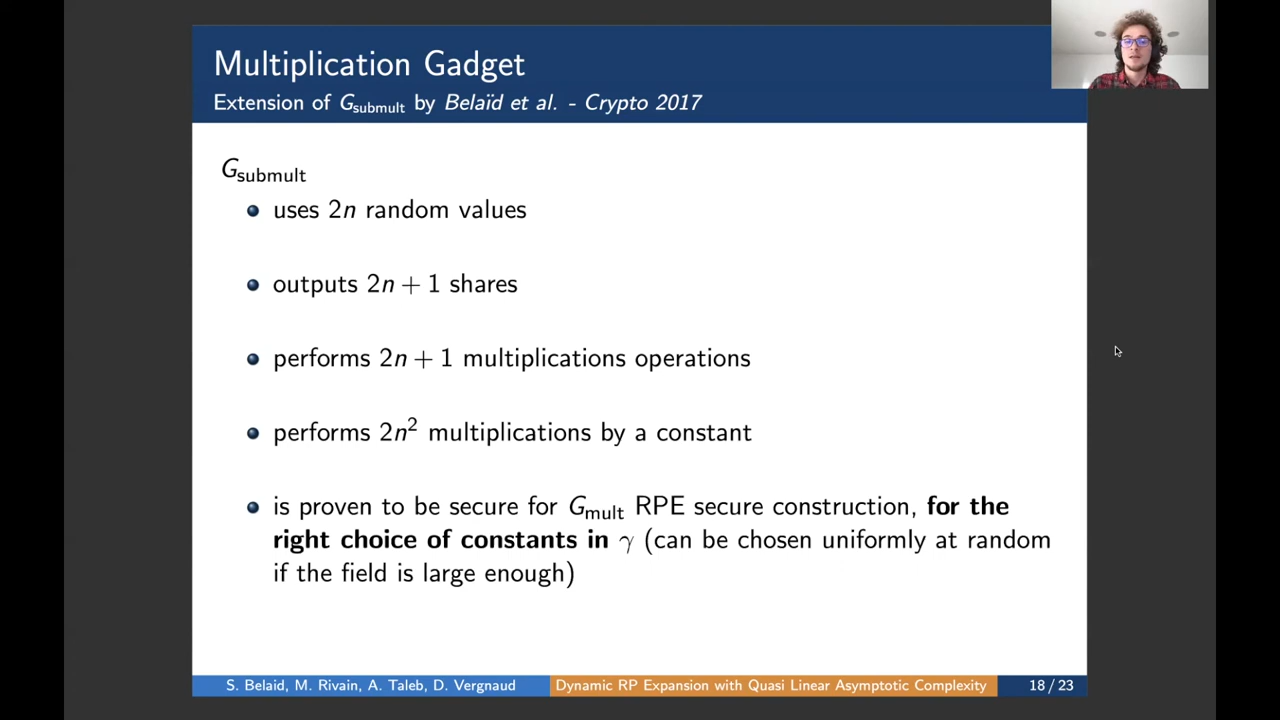 Multiplication Gadget
Extension of Gsubmult by Belaïd et al. - Crypto 2017
Gsubmult
uses 2n random values
outputs 2n + 1 shares
performs 2n + 1 multiplications operations
performs 2n² multiplications by a constant
is proven to be secure for Gmult RPE secure construction, for the
right choice of constants in γ (can be chosen uniformly at random
if the field is large enough)
S. Belaid, M. Rivain, A. Taleb, D. Vergnaud Dynamic RP Expansion with Quasi Linear Asymptotic Complexity 18 / 23